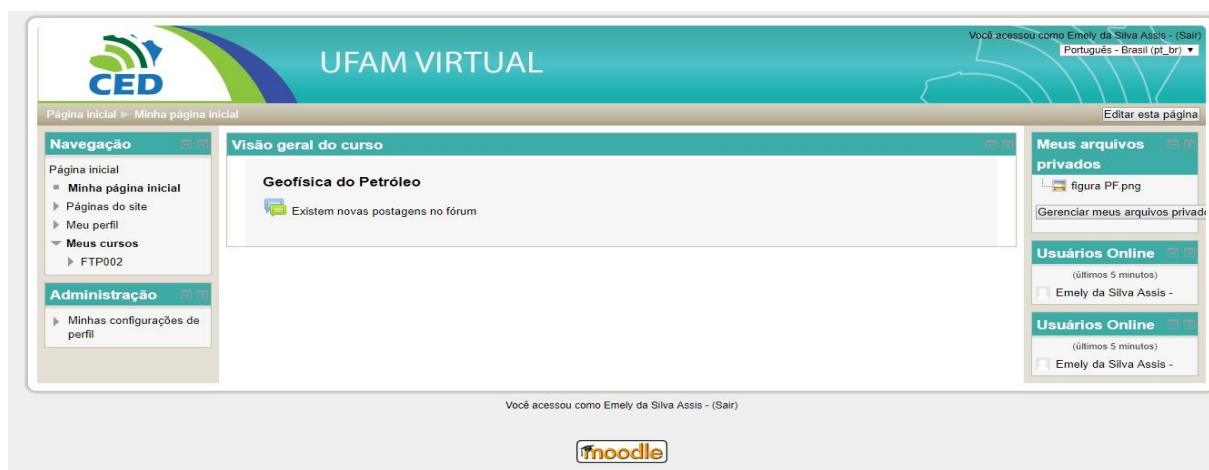 CED
UFAM VIRTUAL
Você acessou como Emely da Silva Assis - (Sair)
Português - Brasil (pt_br)
Página inicial ► Minha página inicial
Editar esta página
Navegação
Página inicial
Minha página inicial
Páginas do site
Meu perfil
Meus cursos
FTP002
Administração
Minhas configurações de
perfil
Visão geral do curso
Geofísica do Petróleo
Existem novas postagens no fórum
Meus arquivos
privados
figura PF.png
Gerenciar meus arquivos privad
Usuários Online
(últimos 5 minutos)
Emely da Silva Assis -
Usuários Online
(últimos 5 minutos)
Emely da Silva Assis -
Você acessou como Emely da Silva Assis - (Sair)
moodle